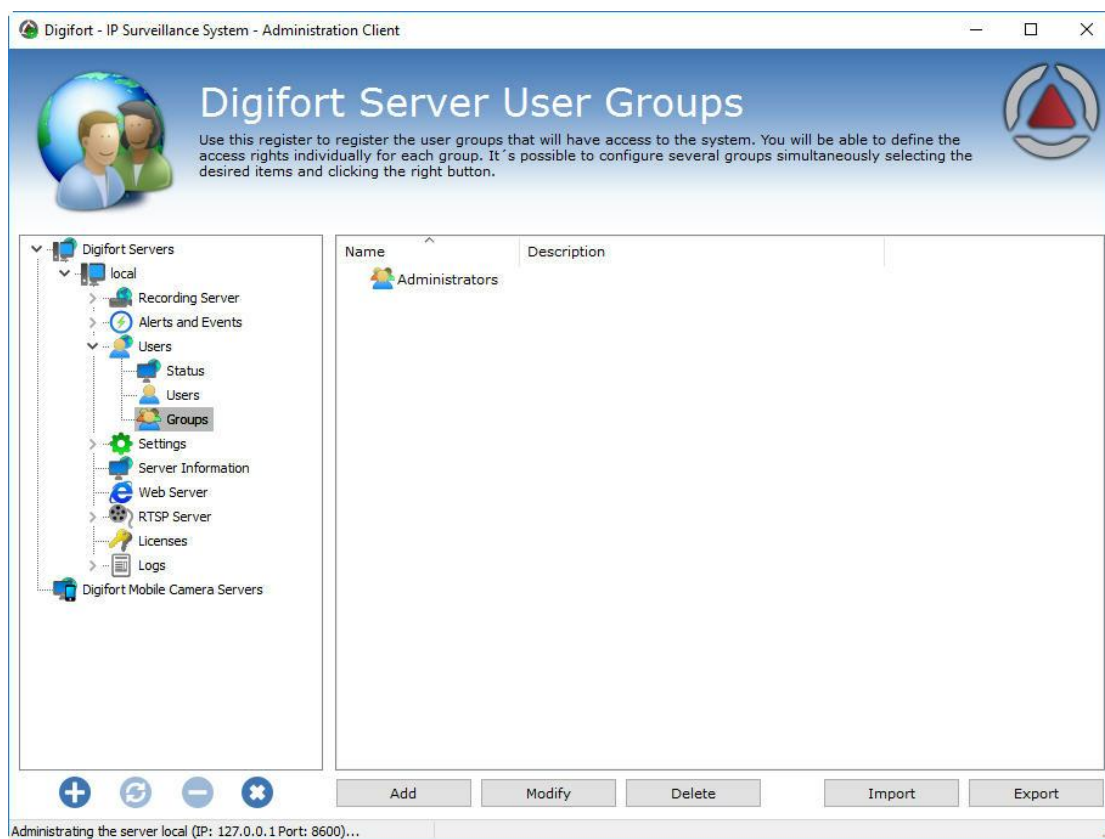 Digifort - IP Surveillance System - Administration Client
Digifort Server User Groups
Use this register to register the user groups that will have access to the system. You will be able to define the
access rights individually for each group. It´s possible to configure several groups simultaneously selecting the
desired items and clicking the right button.
Digifort Servers
local
Recording Server
Alerts and Events
Users
Status
Users
Groups
Settings
Server Information
Web Server
RTSP Server
Licenses
Logs
Digifort Mobile Camera Servers
Name Description
Administrators
Add Modify Delete Import Export
Administrating the server local (IP: 127.0.0.1 Port: 8600)...